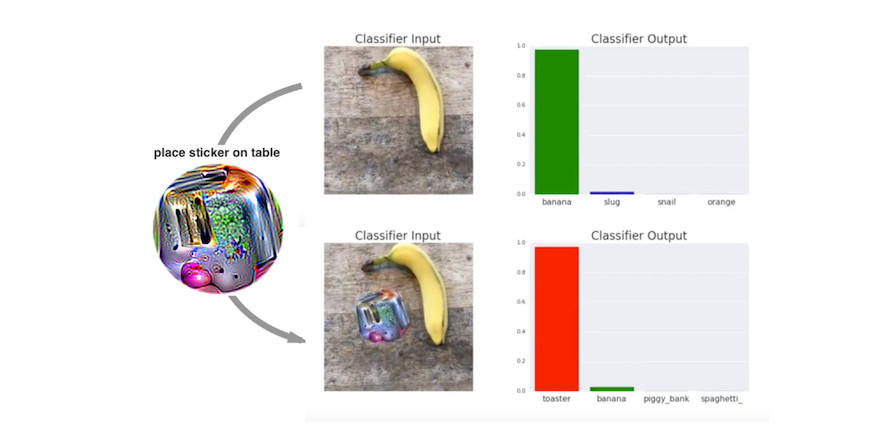 Classifier Input
Classifier Output
1.0
0.8
0.6
0.4
0.2
0.0
banana slug snail orange
place sticker on table
Classifier Input
Classifier Output
1.0
0.8
0.6
0.4
0.2
0.0
toaster banana piggy_bank spaghetti_